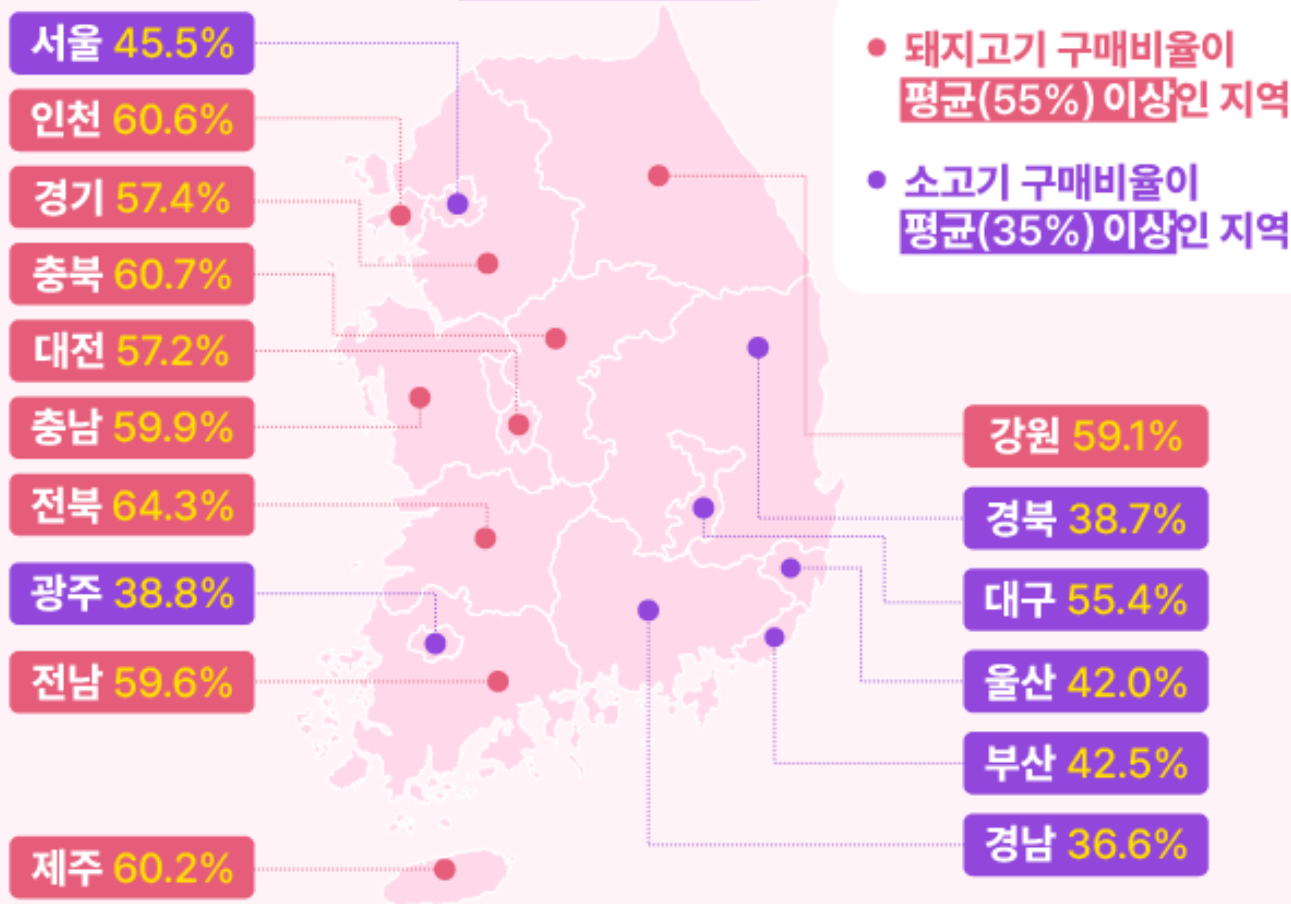 서울 45.5%
인천 60.6%
경기 57.4%
충북 60.7%
대전 57.2%
충남 59.9%
전북 64.3%
광주 38.8%
전남 59.6%
제주 60.2%
돼지고기 구매비율이
평균(55%) 이상인 지역
소고기 구매비율이
평균(35%) 이상인 지역
강원 59.1%
경북 38.7%
대구 55.4%
울산 42.0%
부산 42.5%
경남 36.6%